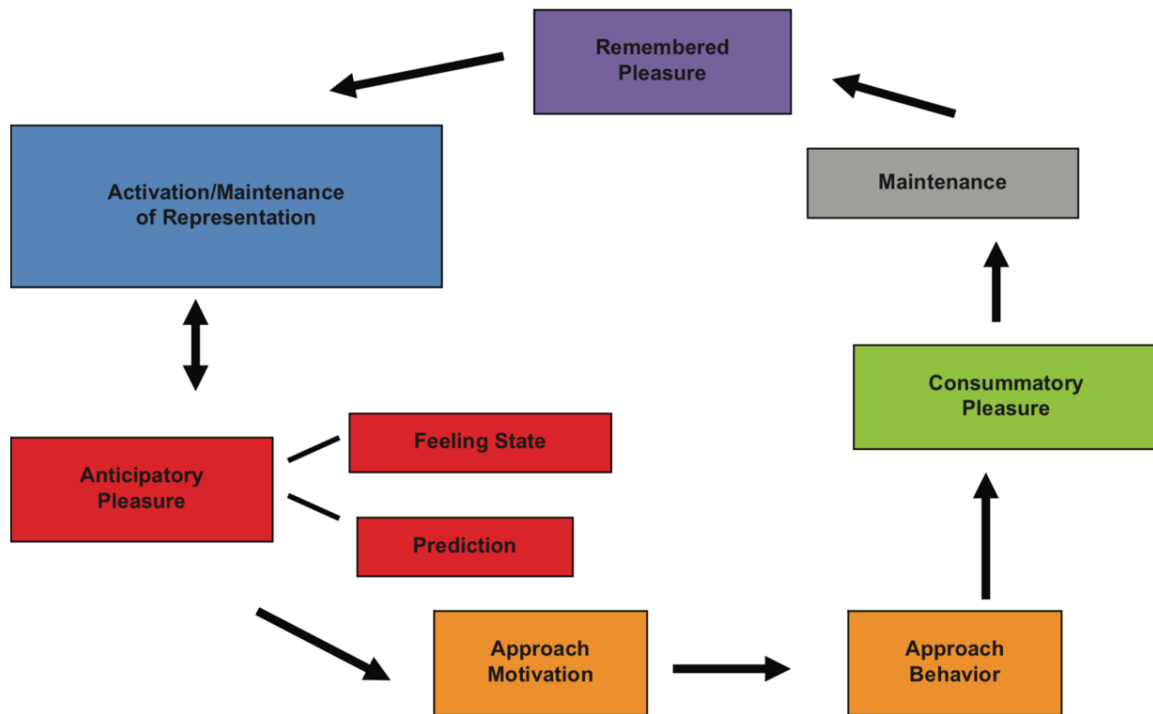 Remembered
Pleasure
Activation/Maintenance
of Representation
Maintenance
Consummatory
Pleasure
Feeling State
Anticipatory
Pleasure
Prediction
Approach
Motivation
Approach
Behavior